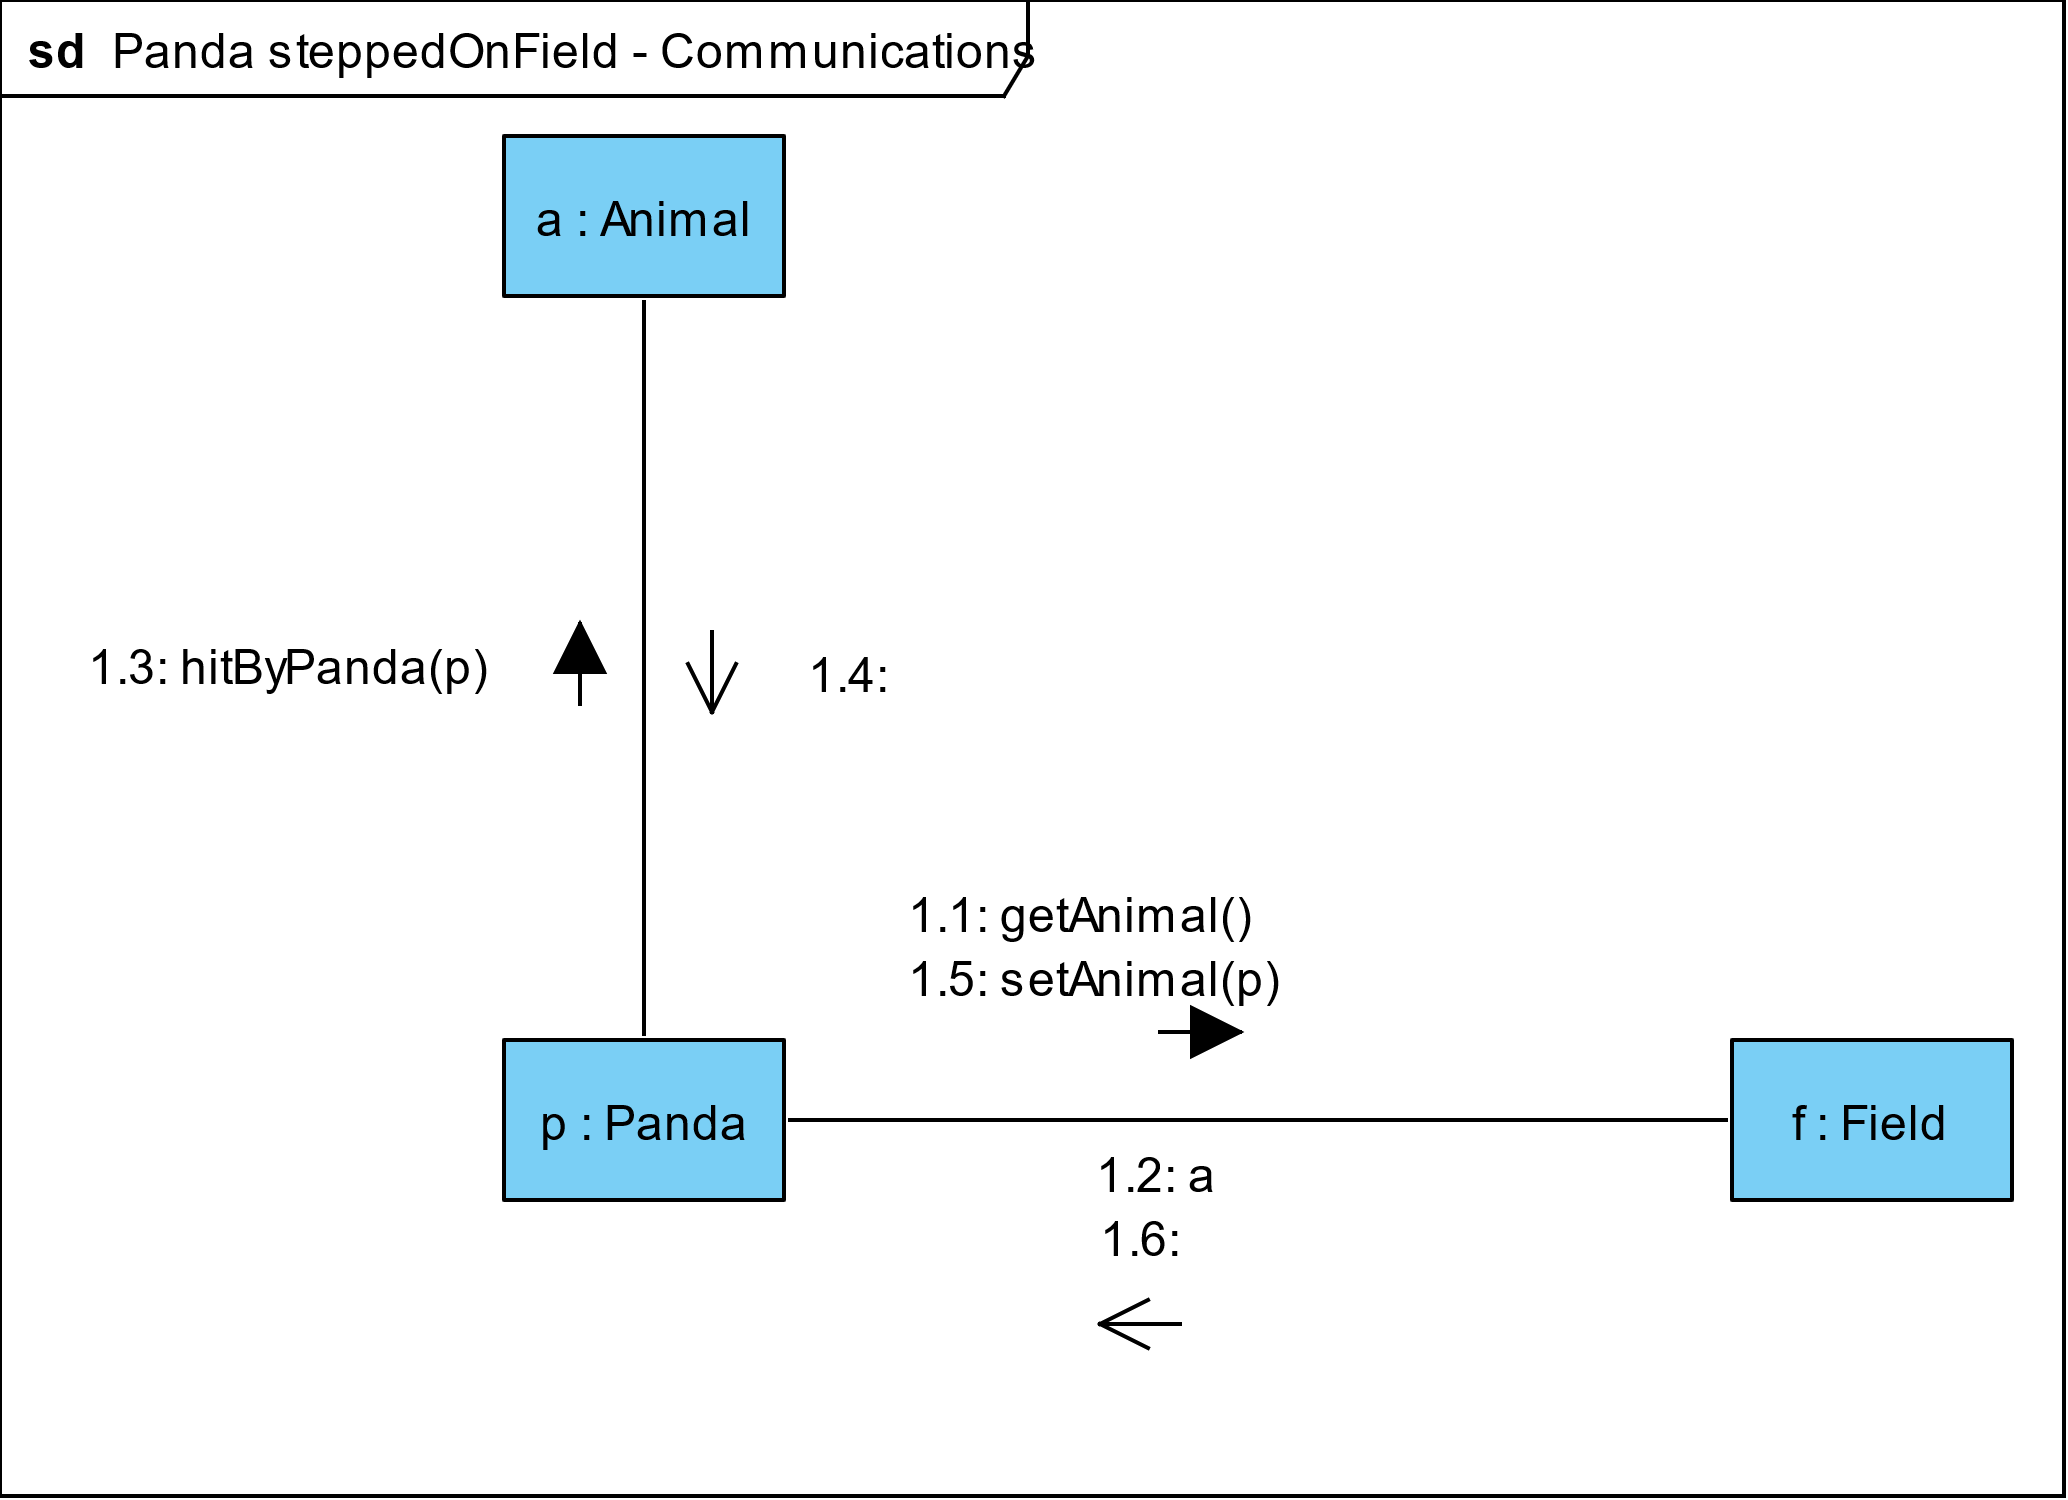 sd Panda steppedOnField - Communications
a : Animal
1.3: hitByPanda(p)
1.4:
1.1: getAnimal()
1.5: setAnimal(p)
p : Panda
f : Field
1.2: a
1.6: